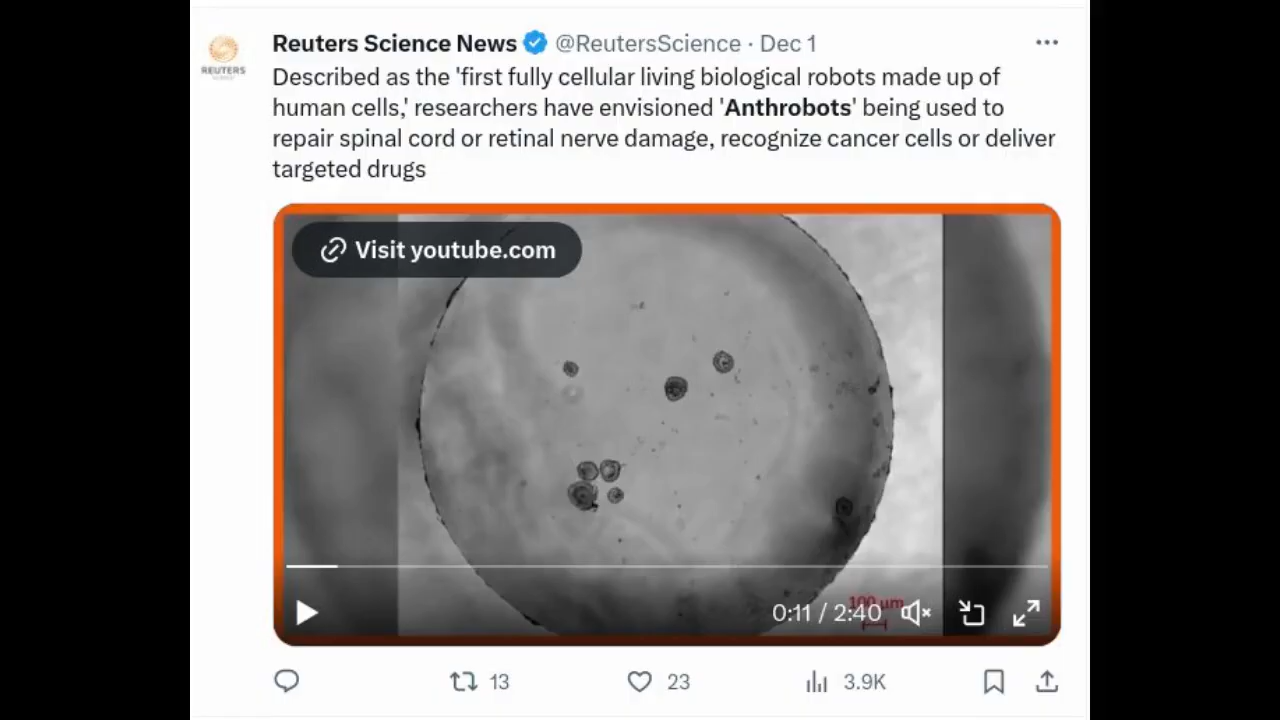 Reuters Science News @ReutersScience · Dec 1
REUTERS
Described as the 'first fully cellular living biological robots made up of
human cells,' researchers have envisioned 'Anthrobots' being used to
repair spinal cord or retinal nerve damage, recognize cancer cells or deliver
targeted drugs
Visit youtube.com
100 µm
0:11 / 2:40
13
23
3.9K